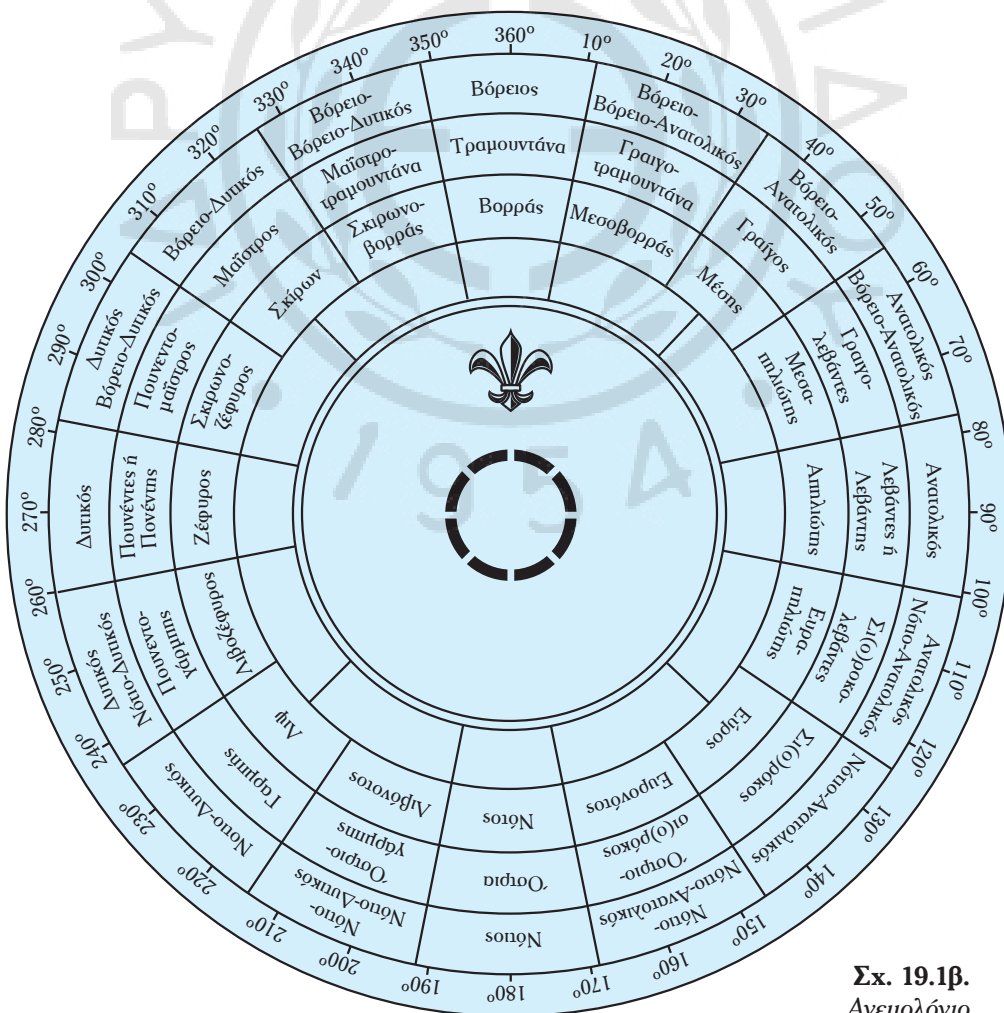 360°
10°
20°
30°
40°
50°
60°
70°
80°
90°
100°
110°
120°
130°
140°
150°
160°
170°
180°
190°
200°
210°
220°
230°
240°
250°
260°
270°
280°
290°
300°
310°
320°
330°
340°
350°
Βόρειος
Τραμουντάνα
Βορράς
Βόρειο-
Βόρειο-Ανατολικός
Γραιγο-
τραμουντάνα
Μεσοβορράς
Βόρειο-
Ανατολικός
Γραίγος
Μέσης
Ανατολικός
Βόρειο-Ανατολικός
Γραιγο-
λεβάντες
Μεσα-
πηλιώτης
Ανατολικός
Λεβάντες ή
Λεβάντης
Απηλιώτης
Ανατολικός
Νότιο-Ανατολικός
Σι(ο)ροκο-
λεβάντες
Ευρα-
πηλιώτης
Νότιο-Ανατολικός
Σι(ο)ρόκος
Εύρος
Νότιο-
Νότιο-Ανατολικός
Όστριο-
σι(ο)ρόκος
Ευρονότος
Νότιος
Όστρια
Νότος
Νότιο-
Νότιο-Δυτικός
Όστριο-
γάρμπης
Λιβόνοτος
Νοτιο-Δυτικός
Γαρμπής
Λιψ
Δυτικός
Νότιο-Δυτικός
Πουνεντο-
γάρμπης
Λιβοζέφυρος
Δυτικός
Πουνέντες ή
Πονέντης
Ζέφυρος
Δυτικός
Βόρειο-Δυτικός
Πουνεντο-
μαΐστρος
Σκιρωνο-
ζέφυρος
Βόρειο-Δυτικός
Μαΐστρος
Σκίρων
Βόρειο-
Βόρειο-Δυτικός
Μαΐστρο-
τραμουντάνα
Σκιρωνο-
βορράς
1954
Σχ. 19.1β.
Ανεμολόγιο